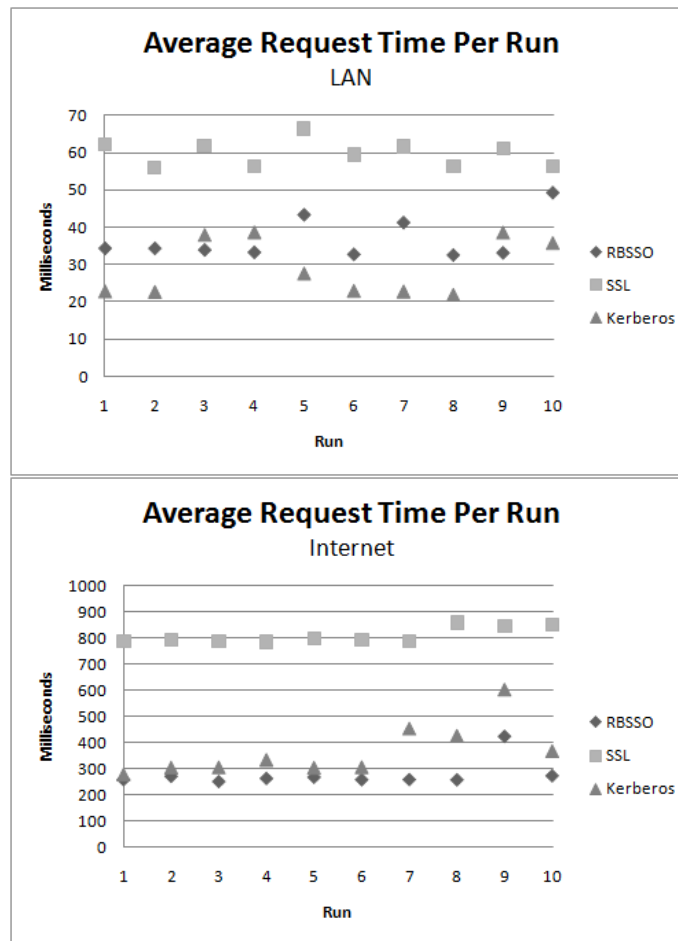 Average Request Time Per Run
LAN
70
60
50
40
30
20
10
0
Milliseconds
1 2 3 4 5 6 7 8 9 10
Run
RBSSO
SSL
Kerberos
Average Request Time Per Run
Internet
1000
900
800
700
600
500
400
300
200
100
0
Milliseconds
1 2 3 4 5 6 7 8 9 10
Run
RBSSO
SSL
Kerberos